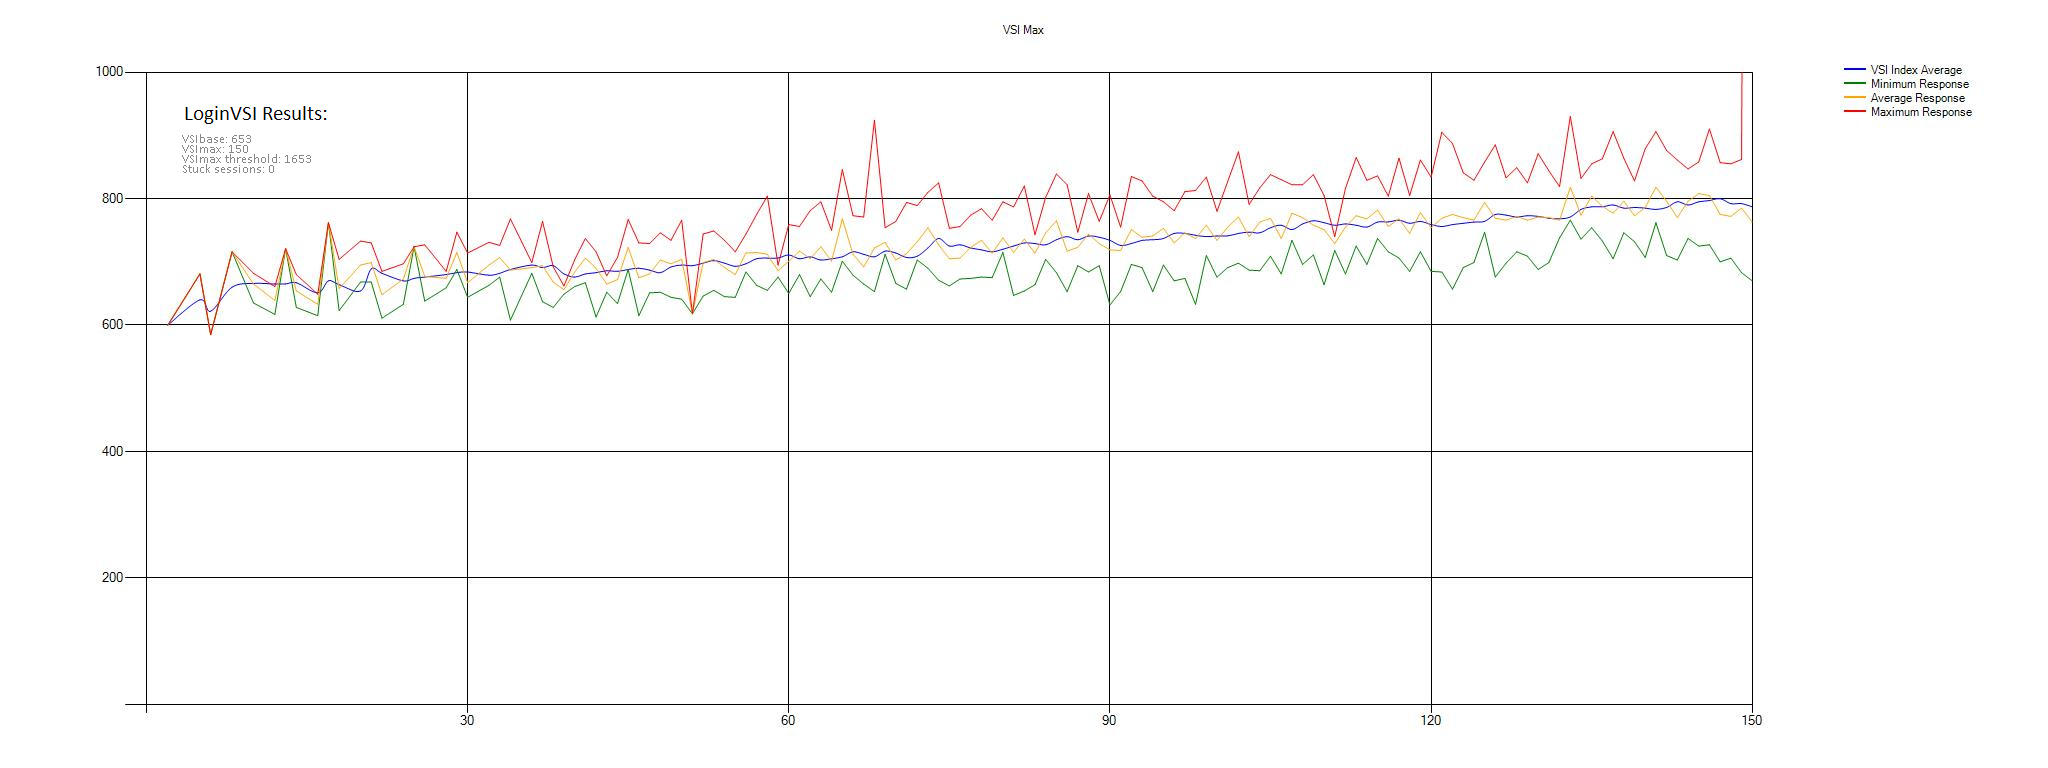 VSI Max
1000
800
600
400
200
30
60
90
120
150
LoginVSI Results:
VSIbase: 653
VSImax: 150
VSImax threshold: 1653
Stuck sessions: 0
VSI Index Average
Minimum Response
Average Response
Maximum Response